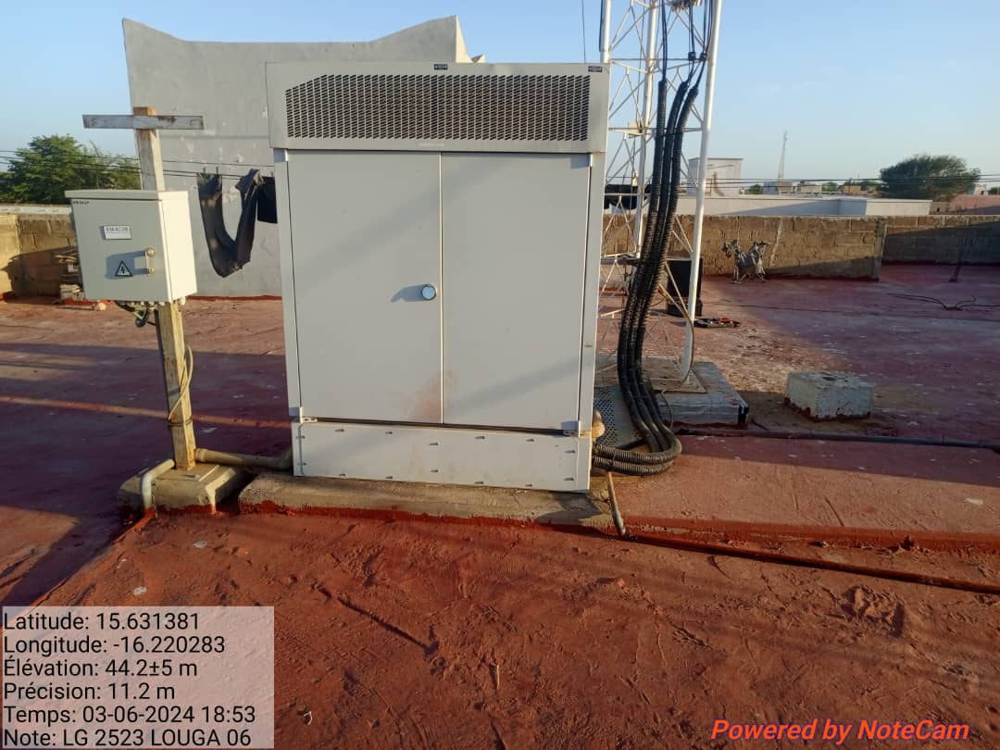 Latitude: 15.631381
Longitude: -16.220283
Élévation: 44.2±5 m
Précision: 11.2 m
Temps: 03-06-2024 18:53
Note: LG 2523 LOUGA 06
Powered by NoteCam